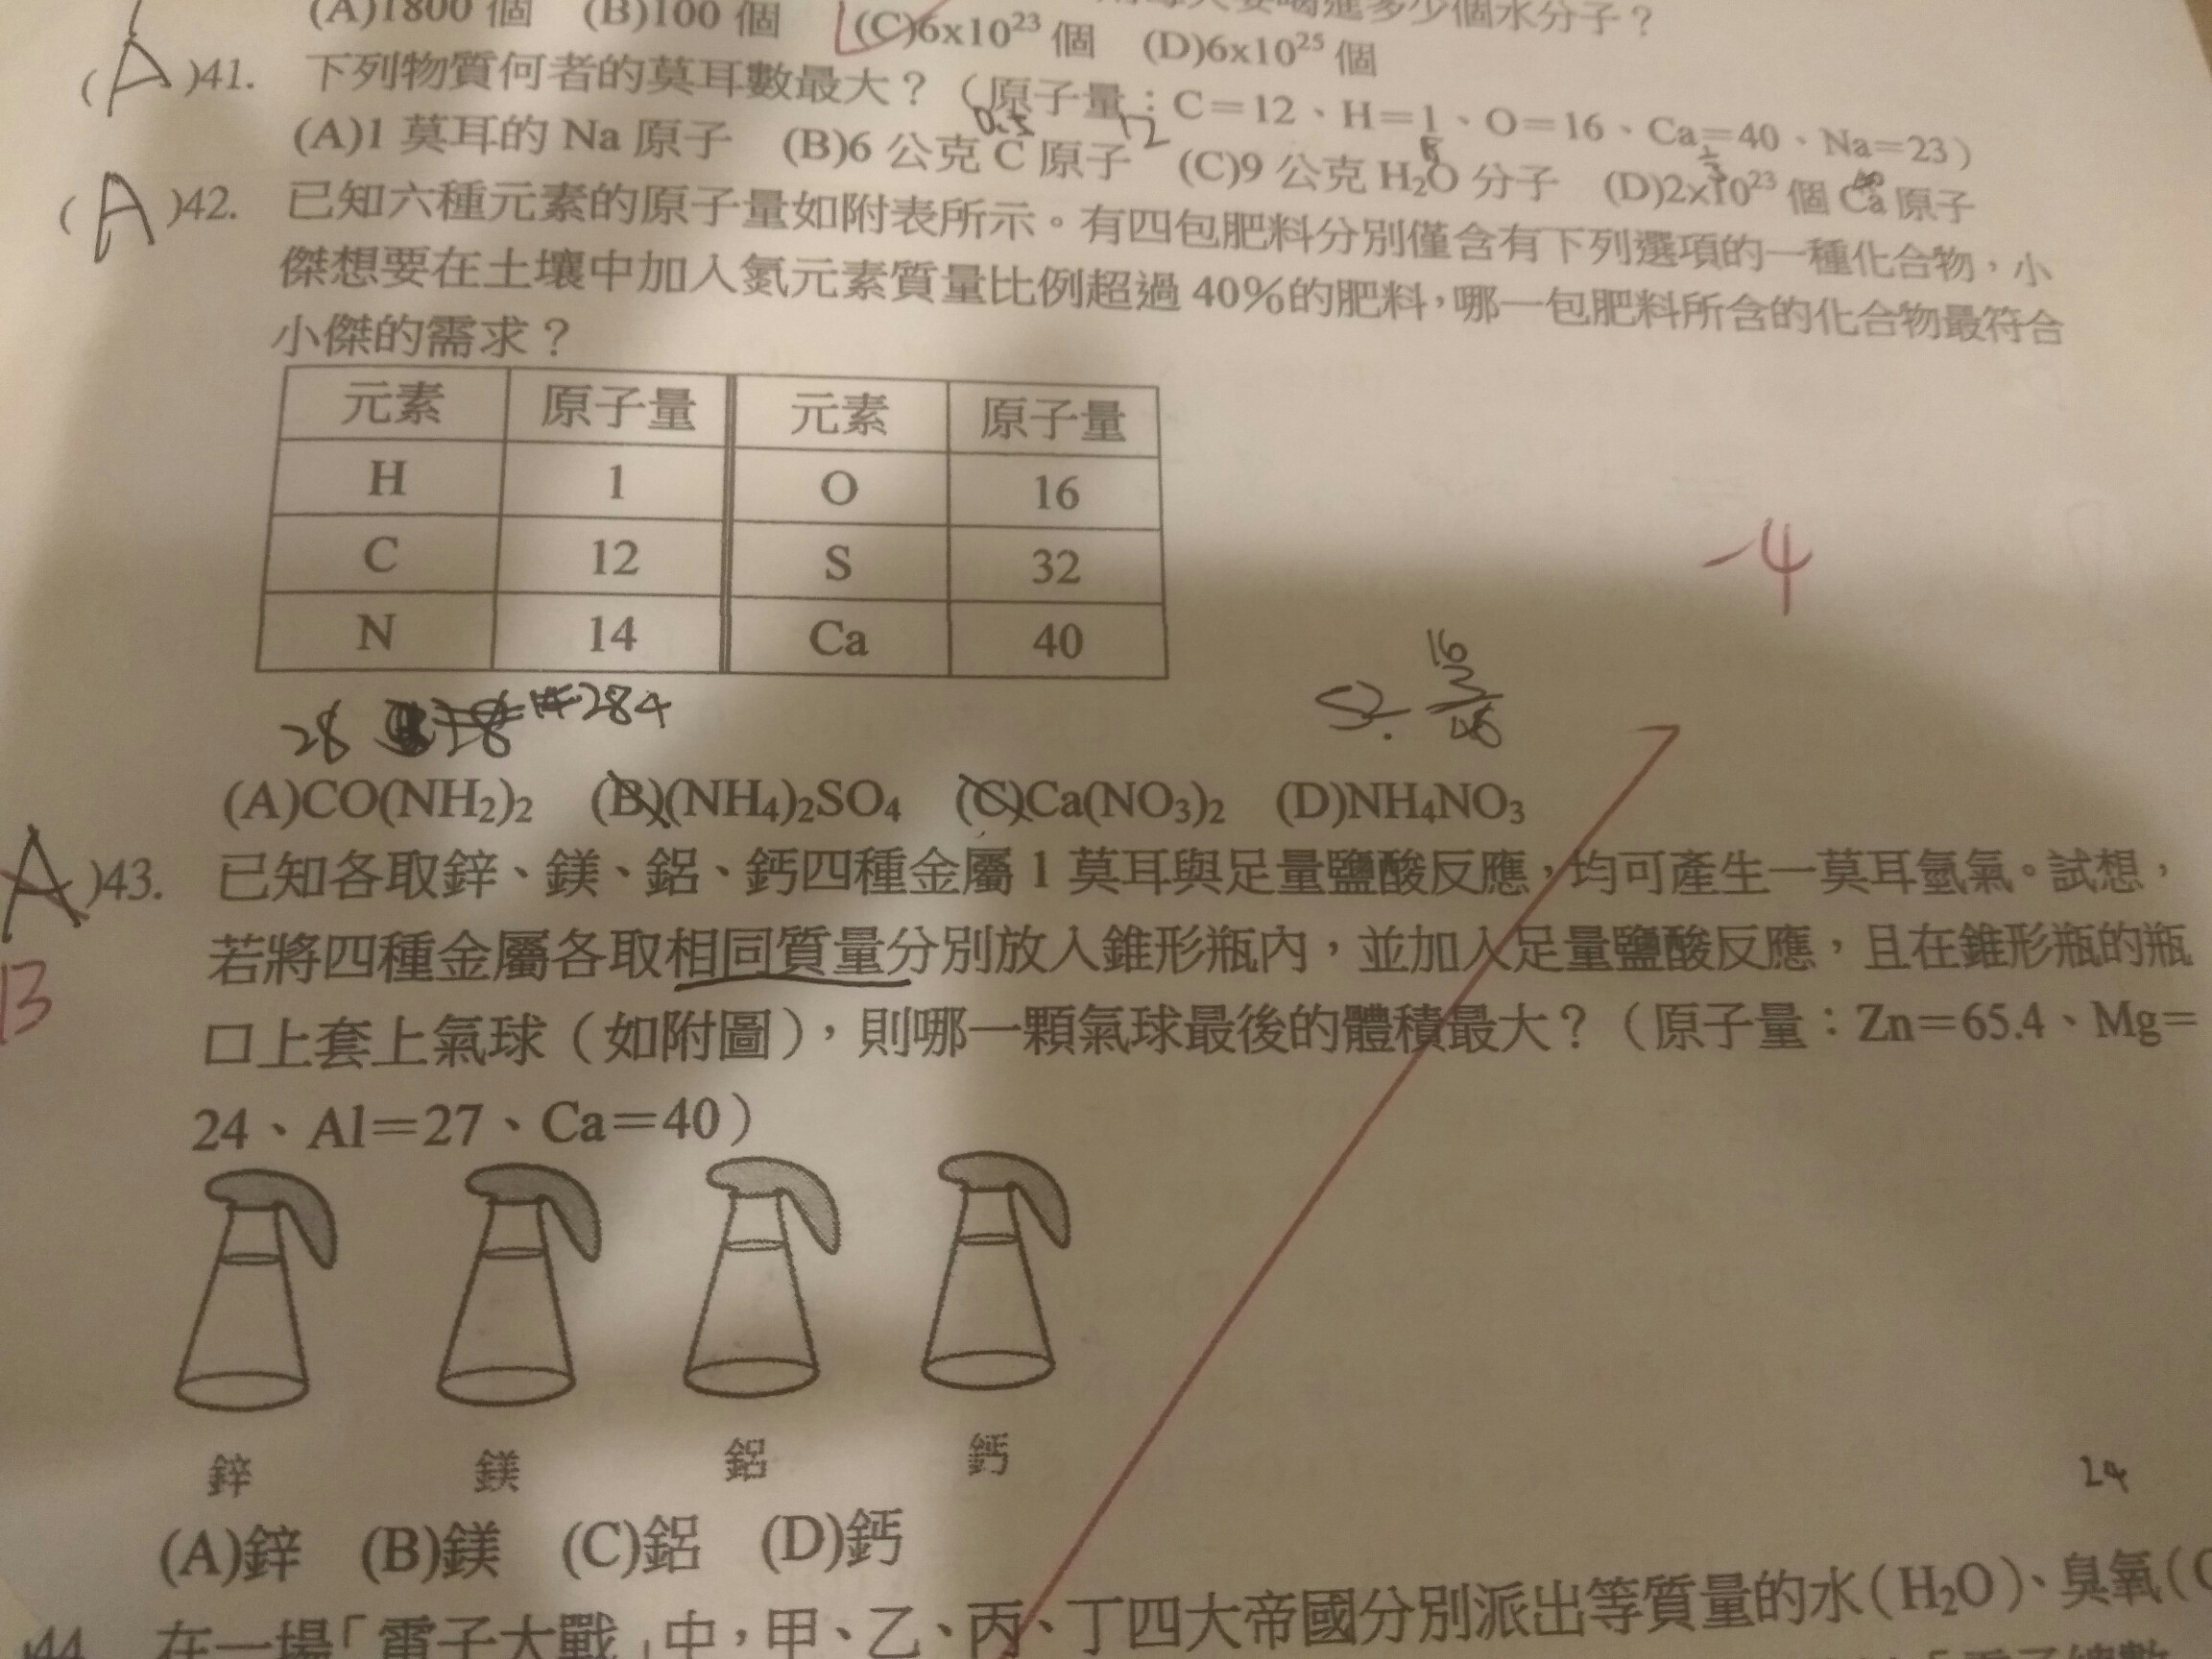 (A)1800 個 (B)100 個 (C)6x10²³ 個 (D)6x10²⁵ 個
多少個水分子？
(A)41. 下列物質何者的莫耳數最大？（原子量：C＝12、H＝1、O＝16、Ca＝40、Na＝23）
0.5 12
(A)1 莫耳的 Na 原子 (B)6 公克 C 原子 (C)9 公克 H₂O 分子 (D)2x10²³ 個 Ca 原子
(A)42. 已知六種元素的原子量如附表所示。有四包肥料分別僅含有下列選項的一種化合物，小
傑想要在土壤中加入氮元素質量比例超過 40%的肥料，哪一包肥料所含的化合物最符合
小傑的需求？
元素 原子量 元素 原子量
H 1 O 16
C 12 S 32
N 14 Ca 40
-4
28 284
16
3
(A)CO(NH₂)₂ (B)(NH₄)₂SO₄ (C)Ca(NO₃)₂ (D)NH₄NO₃
A)43. 已知各取鋅、鎂、鋁、鈣四種金屬 1 莫耳與足量鹽酸反應，均可產生一莫耳氫氣。試想，
若將四種金屬各取相同質量分別放入錐形瓶內，並加入足量鹽酸反應，且在錐形瓶的瓶
B
口上套上氣球（如附圖），則哪一顆氣球最後的體積最大？（原子量：Zn＝65.4、Mg＝
24、Al＝27、Ca＝40）
鋅 鎂 鋁 鈣
24
(A)鋅 (B)鎂 (C)鋁 (D)鈣
)44. 在一場「電子大戰」中，甲、乙、丙、丁四大帝國分別派出等質量的水(H₂O)、臭氧(